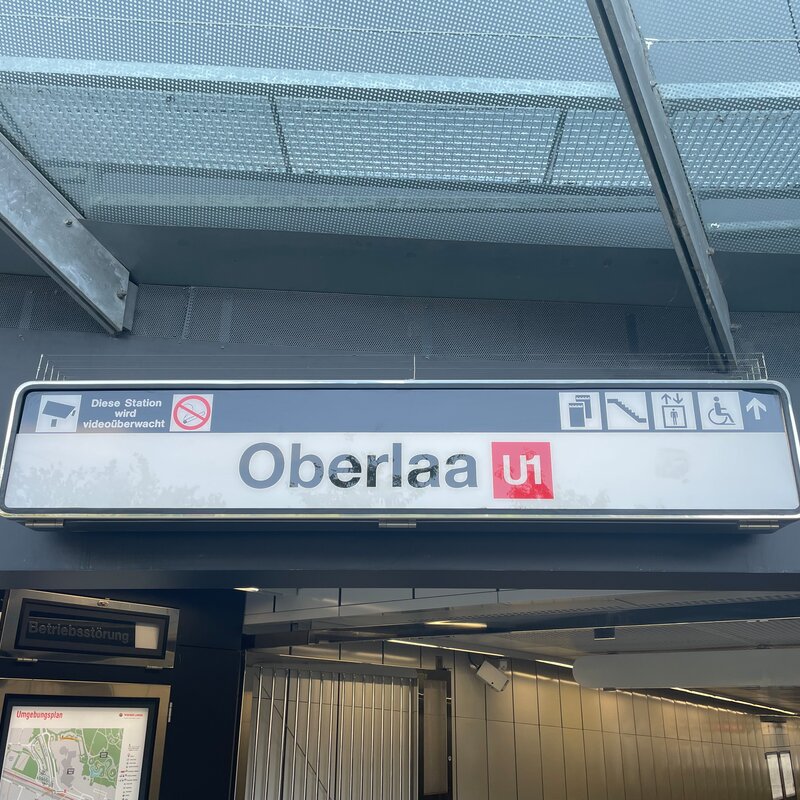 Diese Station
wird
videoüberwacht
Oberlaa U1
Betriebsstörung
Umgebungsplan